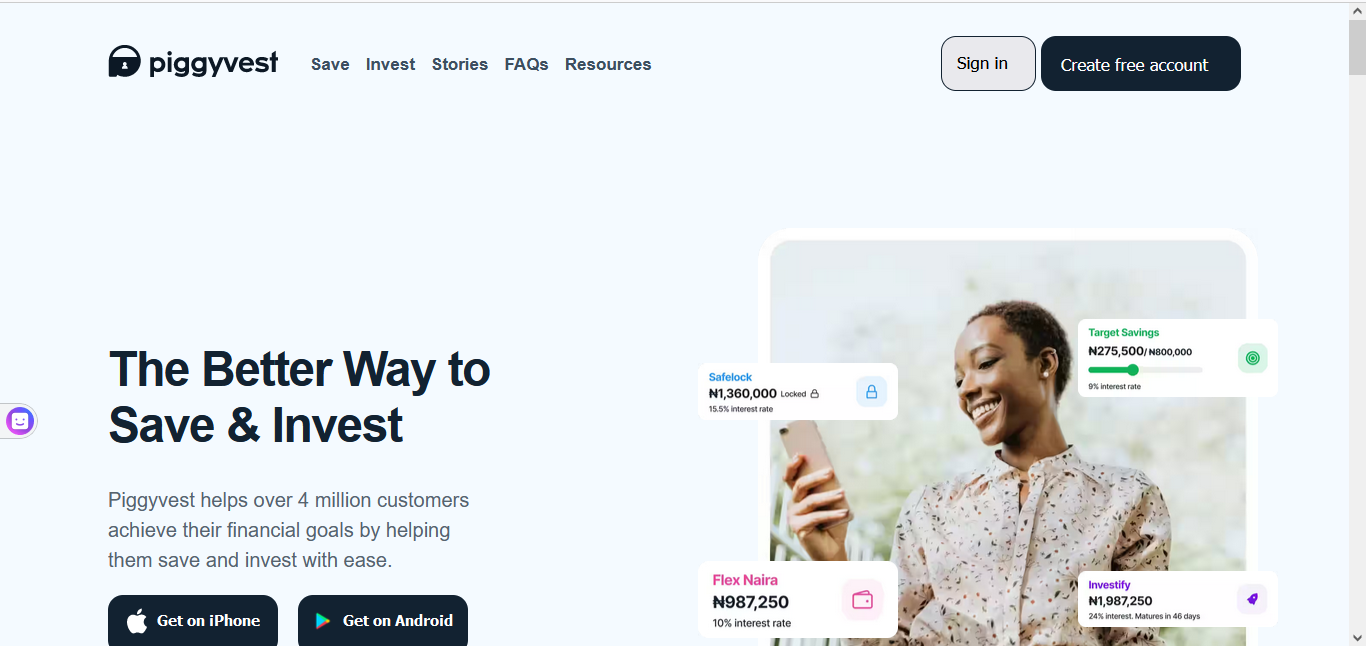 piggyvest
Save Invest Stories FAQs Resources
Sign in
Create free account
The Better Way to
Save & Invest
Piggyvest helps over 4 million customers
achieve their financial goals by helping
them save and invest with ease.
Get on iPhone
Get on Android
Target Savings
₦275,500/ ₦800,000
9% interest rate
Safelock
₦1,360,000 Locked
15.5% interest rate
Flex Naira
₦987,250
10% interest rate
Investify
₦1,987,250
24% interest. Matures in 46 days